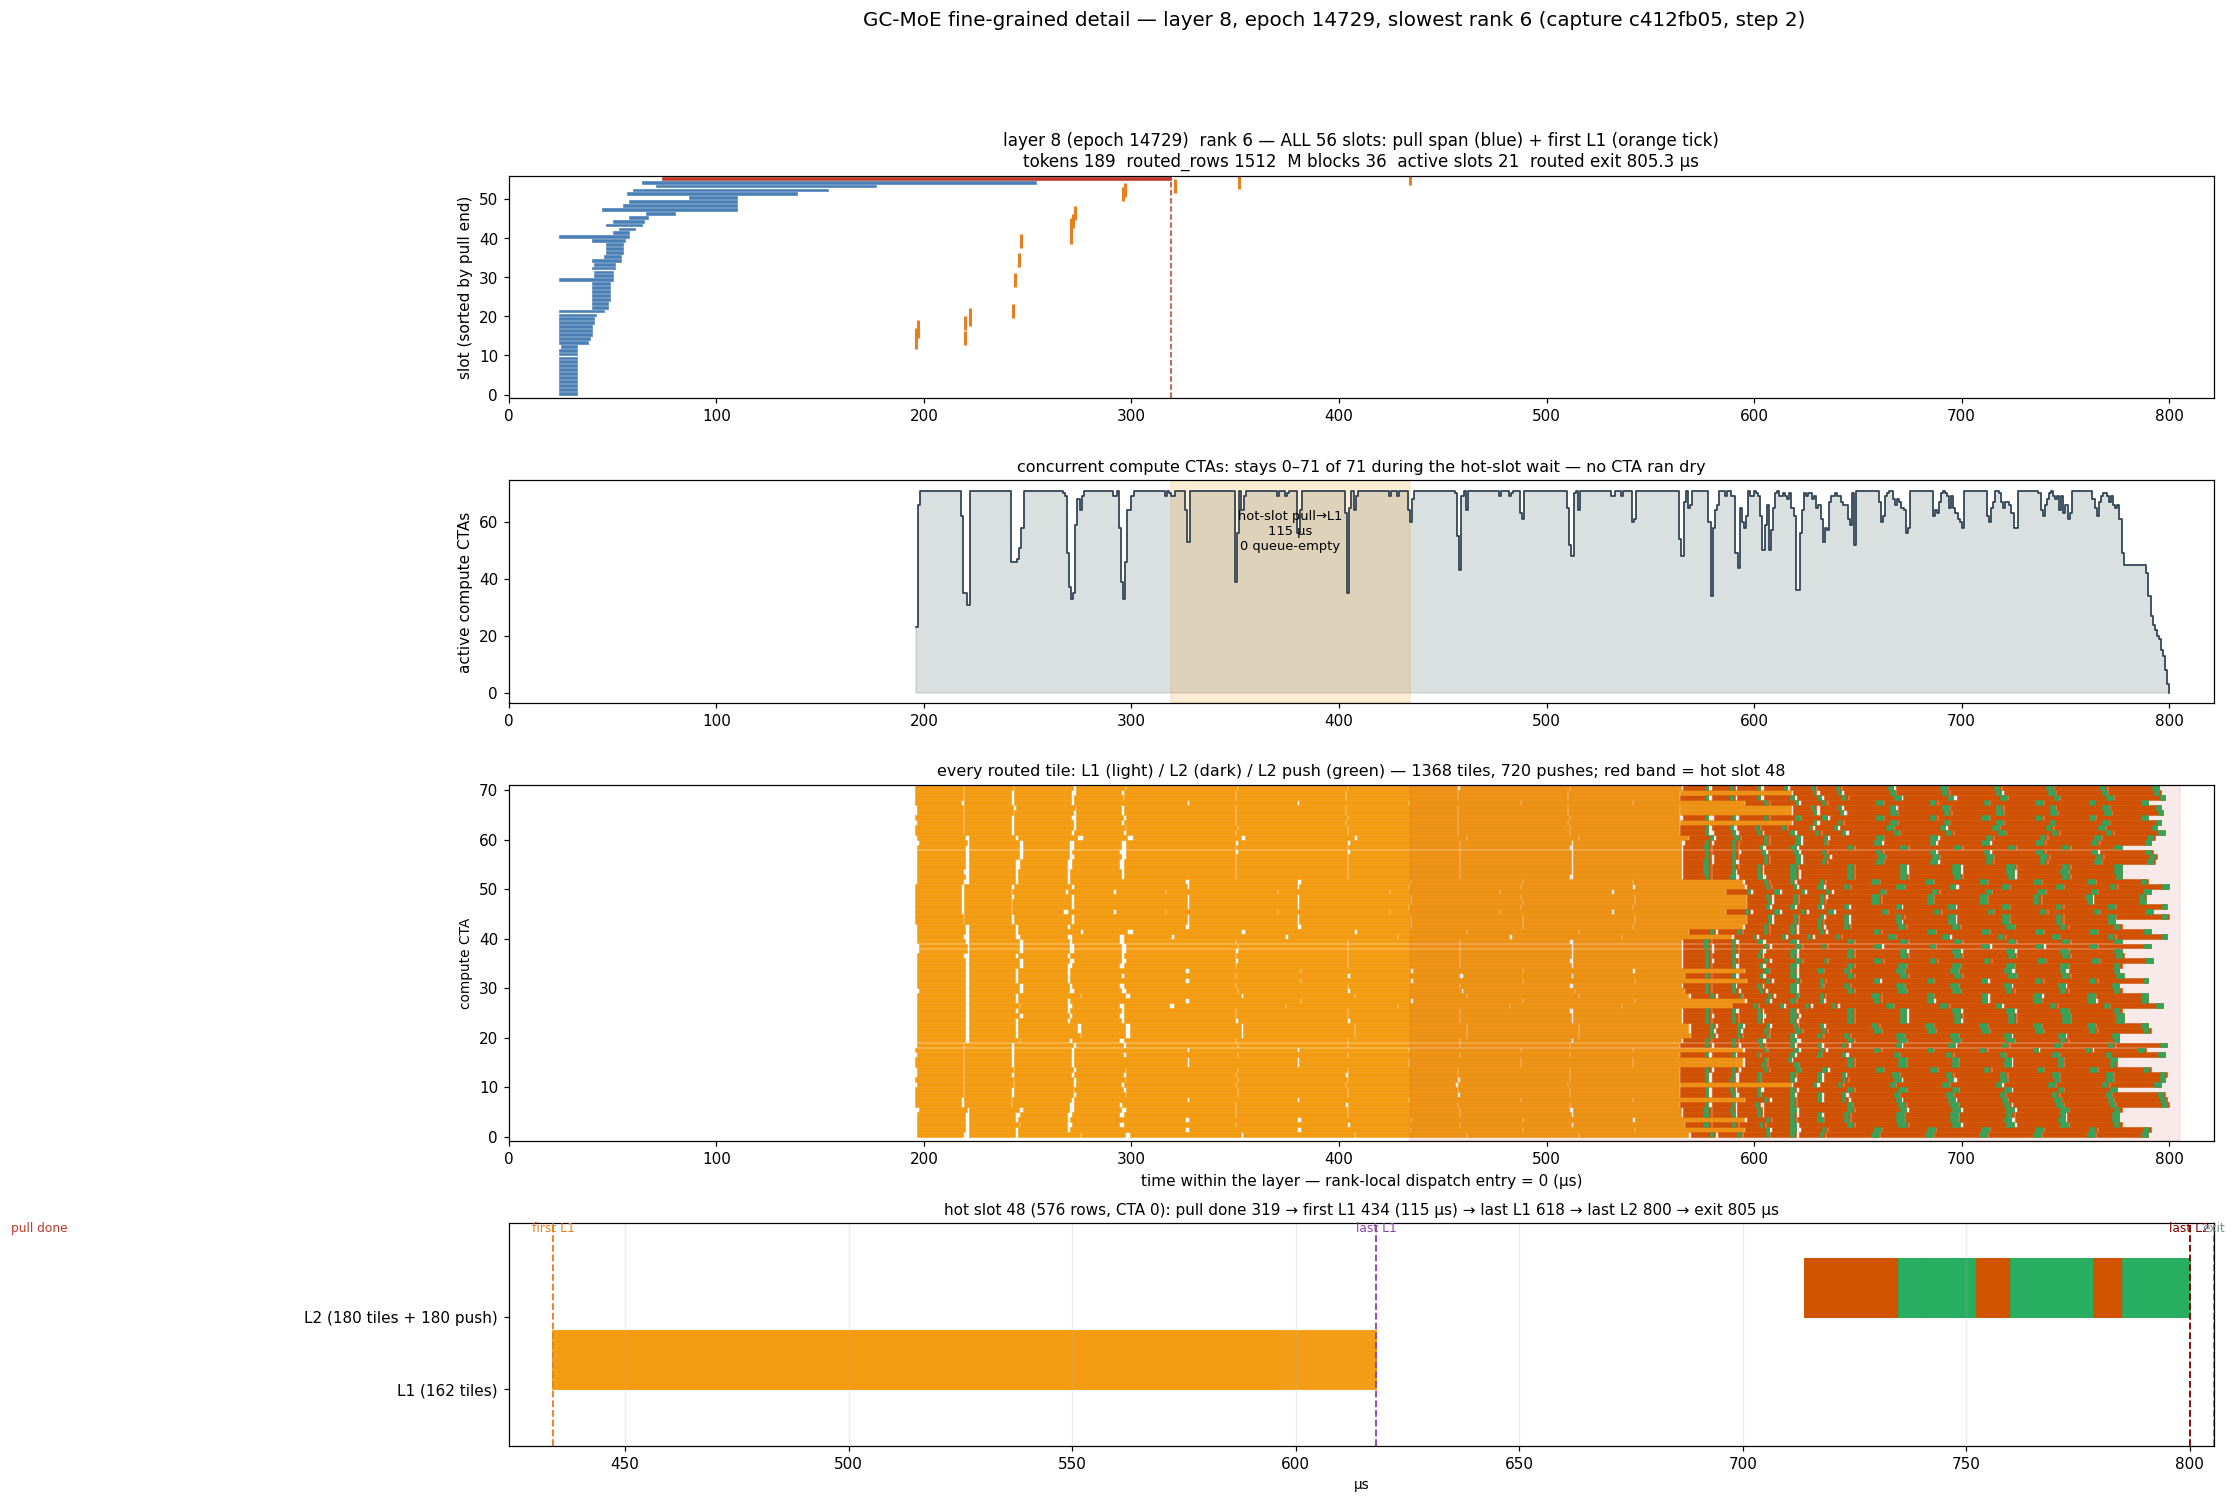 GC-MoE fine-grained detail — layer 8, epoch 14729, slowest rank 6 (capture c412fb05, step 2)
layer 8 (epoch 14729)  rank 6 — ALL 56 slots: pull span (blue) + first L1 (orange tick)
tokens 189  routed_rows 1512  M blocks 36  active slots 21  routed exit 805.3 µs
slot (sorted by pull end)
50
40
30
20
10
0
0 100 200 300 400 500 600 700 800
concurrent compute CTAs: stays 0–71 of 71 during the hot-slot wait — no CTA ran dry
active compute CTAs
60
40
20
0
hot-slot pull→L1
115 µs
0 queue-empty
0 100 200 300 400 500 600 700 800
every routed tile: L1 (light) / L2 (dark) / L2 push (green) — 1368 tiles, 720 pushes; red band = hot slot 48
compute CTA
70
60
50
40
30
20
10
0
0 100 200 300 400 500 600 700 800
time within the layer — rank-local dispatch entry = 0 (µs)
hot slot 48 (576 rows, CTA 0): pull done 319 → first L1 434 (115 µs) → last L1 618 → last L2 800 → exit 805 µs
pull done first L1 last L1 last L2 exit
L2 (180 tiles + 180 push)
L1 (162 tiles)
450 500 550 600 650 700 750 800
µs